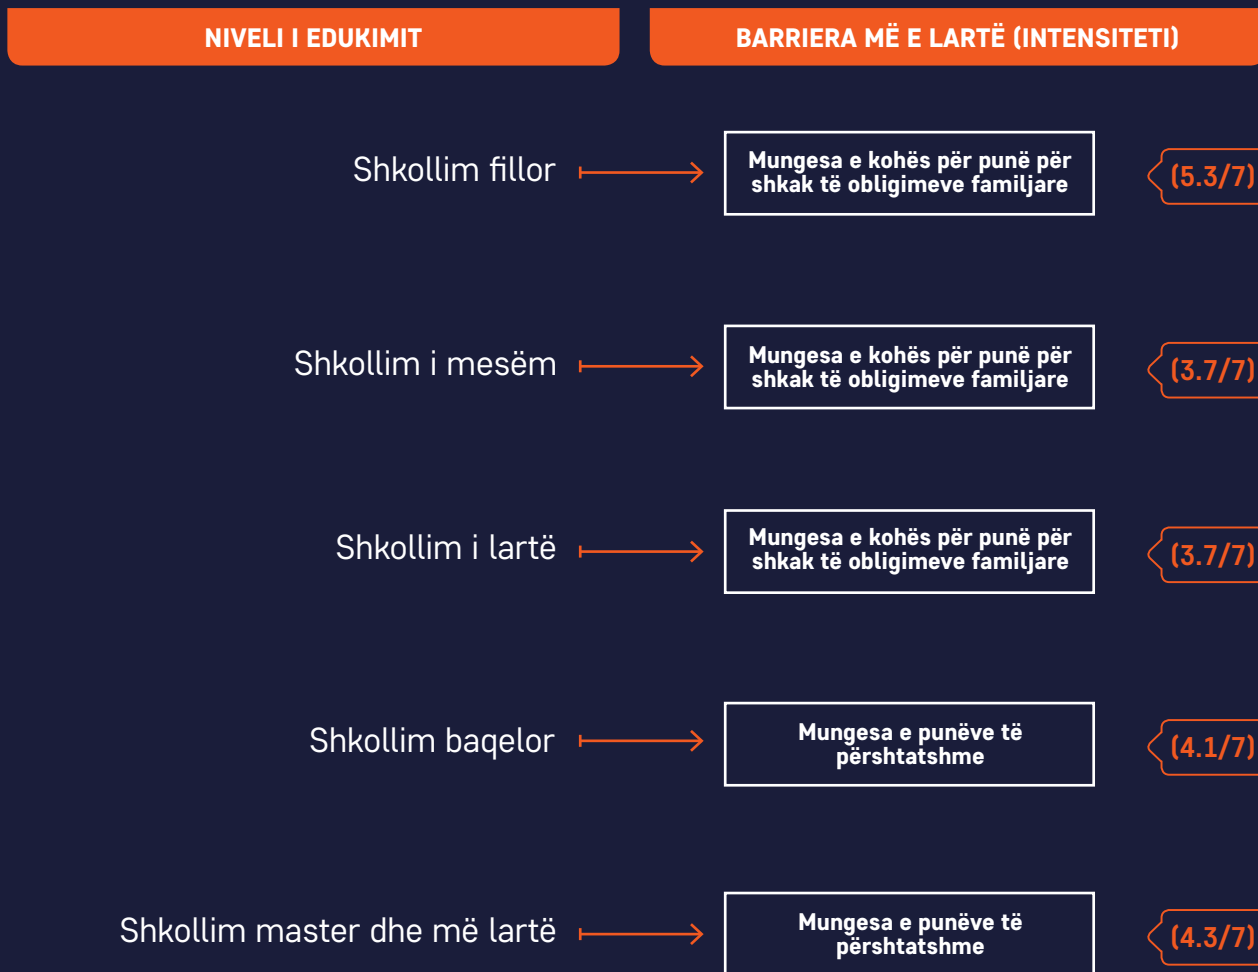 NIVELI I EDUKIMIT
BARRIERA MË E LARTË (INTENSITETI)
Shkollim fillor
Mungesa e kohës për punë për
shkak të obligimeve familjare
(5.3/7)
Shkollim i mesëm
Mungesa e kohës për punë për
shkak të obligimeve familjare
(3.7/7)
Shkollim i lartë
Mungesa e kohës për punë për
shkak të obligimeve familjare
(3.7/7)
Shkollim baqelor
Mungesa e punëve të
përshtatshme
(4.1/7)
Shkollim master dhe më lartë
Mungesa e punëve të
përshtatshme
(4.3/7)